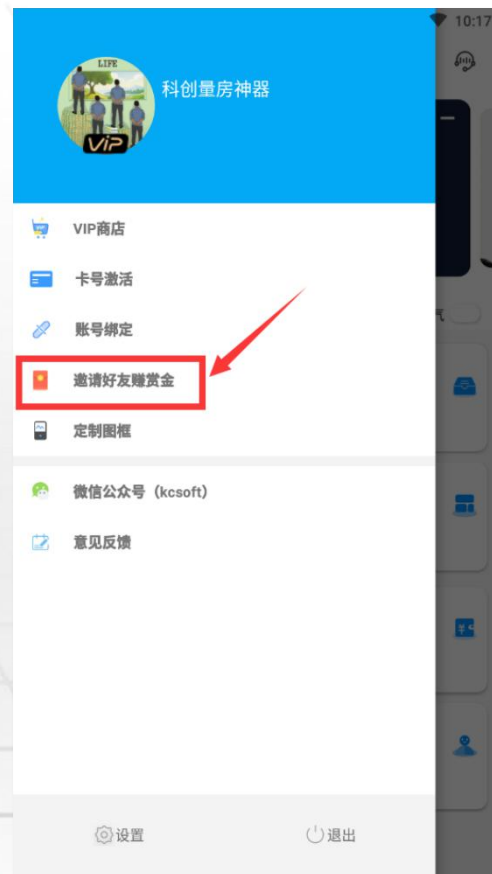 10:17
LIFE
科创量房神器
VIP
VIP商店
卡号激活
账号绑定
邀请好友赚赏金
定制图框
微信公众号（kcsoft）
意见反馈
设置
退出